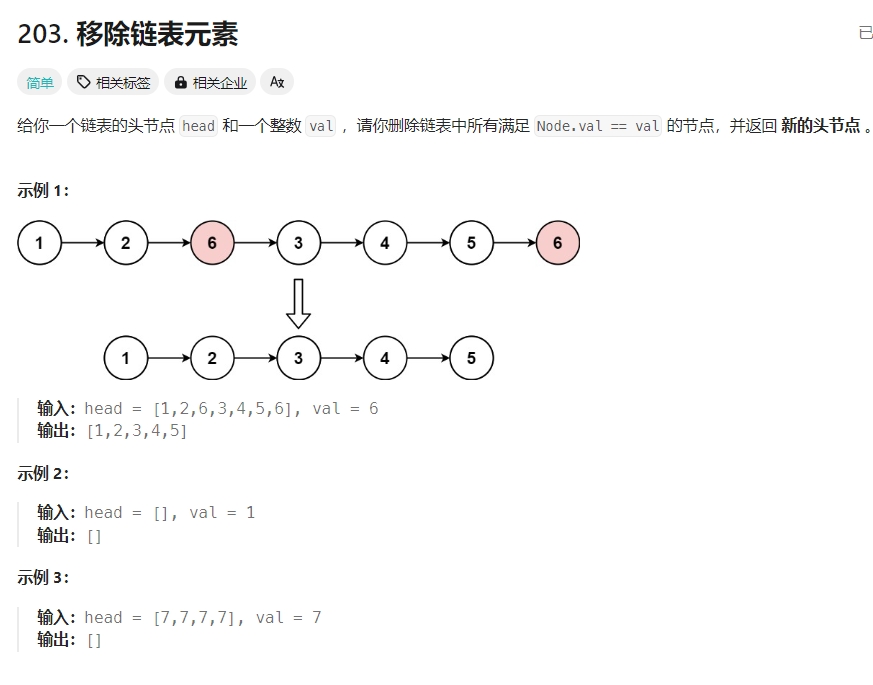 203. 移除链表元素
已
简单 相关标签 相关企业 A文
给你一个链表的头节点 head 和一个整数 val ，请你删除链表中所有满足 Node.val == val 的节点，并返回 新的头节点 。
示例 1：
1 2 6 3 4 5 6
1 2 3 4 5
输入：head = [1,2,6,3,4,5,6], val = 6
输出：[1,2,3,4,5]
示例 2：
输入：head = [], val = 1
输出：[]
示例 3：
输入：head = [7,7,7,7], val = 7
输出：[]